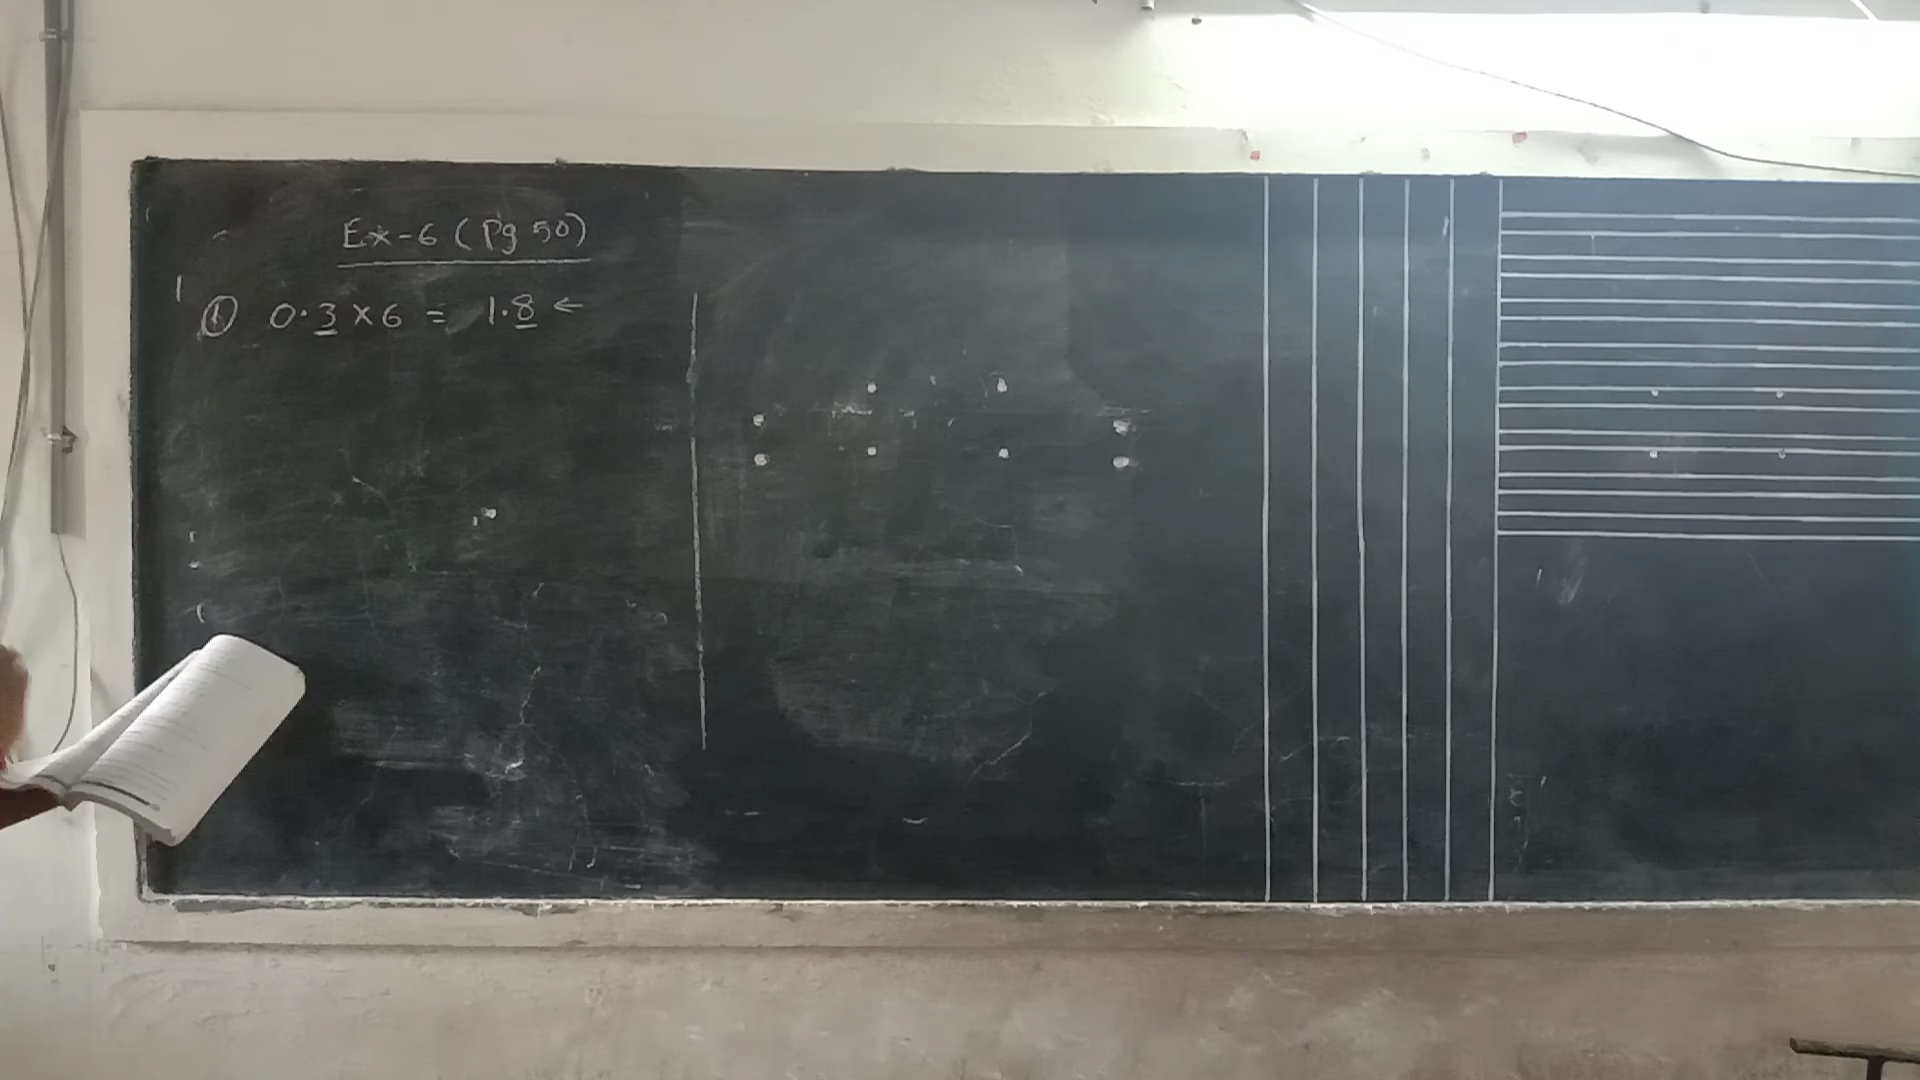 Ex-6 (Pg 50)
① 0.3 × 6 = 1.8 ←